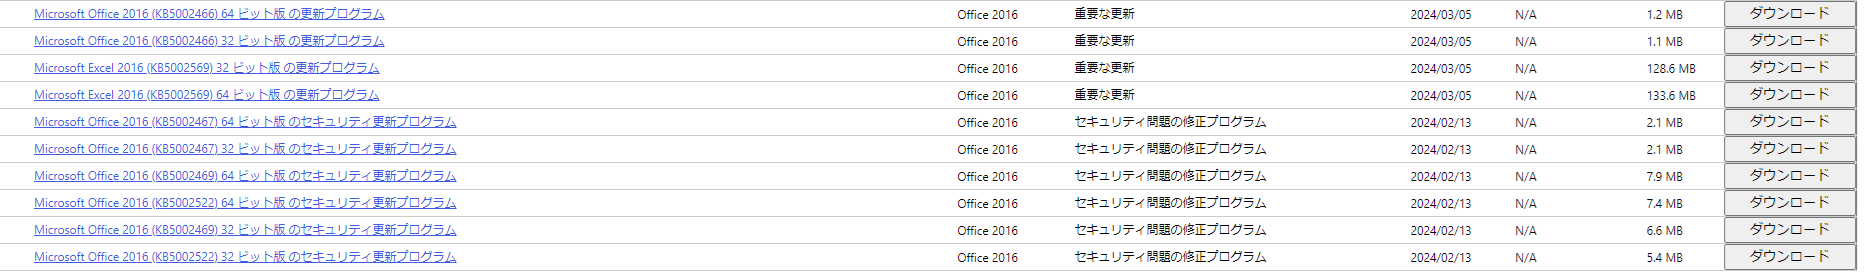 Microsoft Office 2016 (KB5002466) 64 ビット版 の更新プログラム Office 2016 重要な更新 2024/03/05 N/A 1.2 MB ダウンロード
Microsoft Office 2016 (KB5002466) 32 ビット版 の更新プログラム Office 2016 重要な更新 2024/03/05 N/A 1.1 MB ダウンロード
Microsoft Excel 2016 (KB5002569) 32 ビット版 の更新プログラム Office 2016 重要な更新 2024/03/05 N/A 128.6 MB ダウンロード
Microsoft Excel 2016 (KB5002569) 64 ビット版 の更新プログラム Office 2016 重要な更新 2024/03/05 N/A 133.6 MB ダウンロード
Microsoft Office 2016 (KB5002467) 64 ビット版 のセキュリティ更新プログラム Office 2016 セキュリティ問題の修正プログラム 2024/02/13 N/A 2.1 MB ダウンロード
Microsoft Office 2016 (KB5002467) 32 ビット版 のセキュリティ更新プログラム Office 2016 セキュリティ問題の修正プログラム 2024/02/13 N/A 2.1 MB ダウンロード
Microsoft Office 2016 (KB5002469) 64 ビット版 のセキュリティ更新プログラム Office 2016 セキュリティ問題の修正プログラム 2024/02/13 N/A 7.9 MB ダウンロード
Microsoft Office 2016 (KB5002522) 64 ビット版 のセキュリティ更新プログラム Office 2016 セキュリティ問題の修正プログラム 2024/02/13 N/A 7.4 MB ダウンロード
Microsoft Office 2016 (KB5002469) 32 ビット版 のセキュリティ更新プログラム Office 2016 セキュリティ問題の修正プログラム 2024/02/13 N/A 6.6 MB ダウンロード
Microsoft Office 2016 (KB5002522) 32 ビット版 のセキュリティ更新プログラム Office 2016 セキュリティ問題の修正プログラム 2024/02/13 N/A 5.4 MB ダウンロード